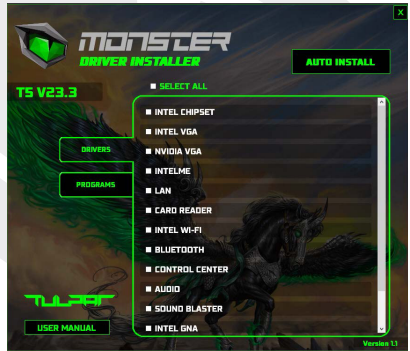 X
MONSTER
DRIVER INSTALLER
AUTO INSTALL
T5 V23.3
SELECT ALL
INTEL CHIPSET
INTEL VGA
DRIVERS
NVIDIA VGA
INTELME
PROGRAMS
LAN
CARD READER
INTEL WI-FI
BLUETOOTH
CONTROL CENTER
AUDIO
TULPAR
SOUND BLASTER
USER MANUAL
INTEL GNA
Version 1.1